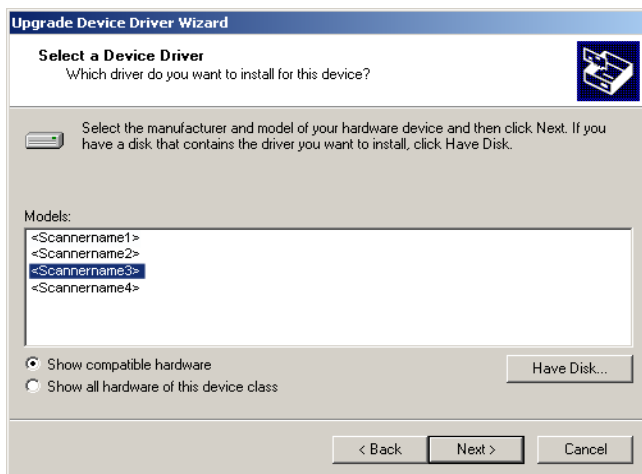 Upgrade Device Driver Wizard
Select a Device Driver
Which driver do you want to install for this device?
Select the manufacturer and model of your hardware device and then click Next. If you
have a disk that contains the driver you want to install, click Have Disk.
Models:
<Scannername1>
<Scannername2>
<Scannername3>
<Scannername4>
Show compatible hardware
Have Disk...
Show all hardware of this device class
< Back
Next >
Cancel